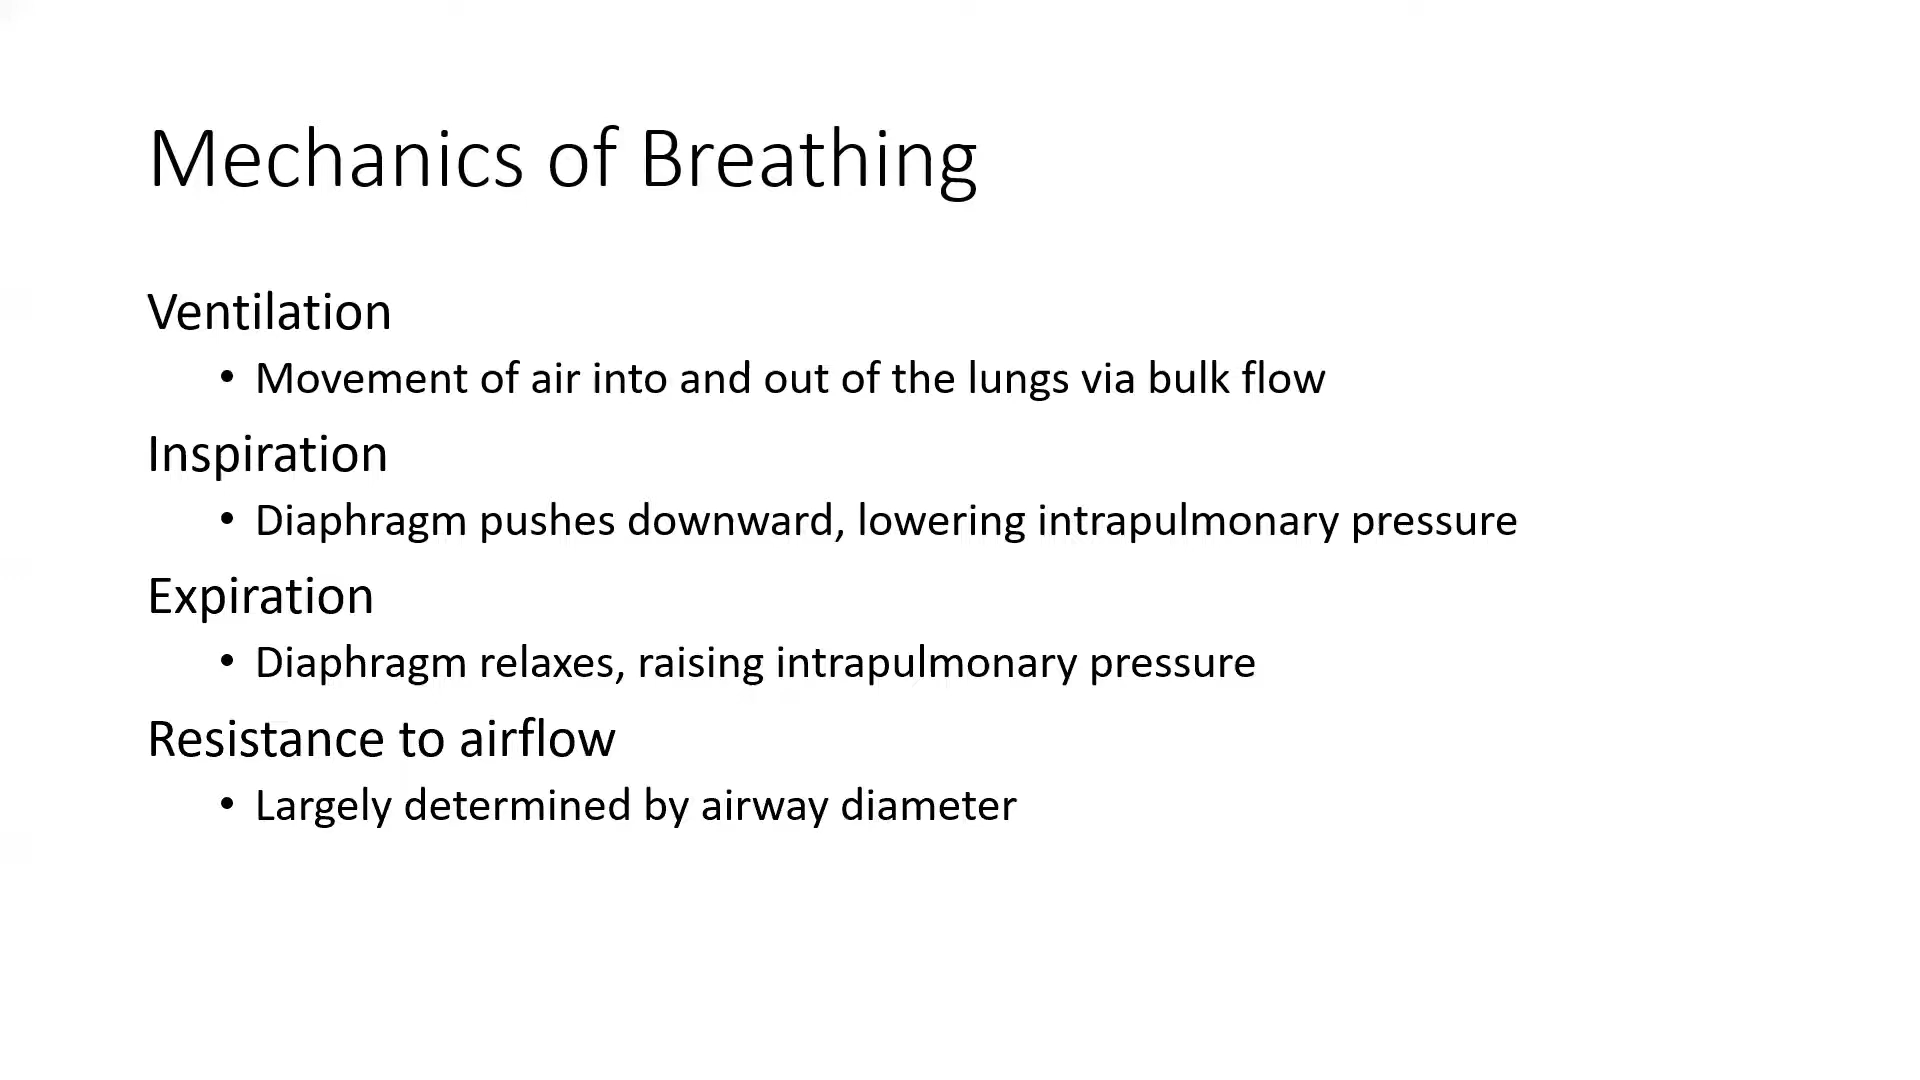 Mechanics of Breathing
Ventilation
• Movement of air into and out of the lungs via bulk flow
Inspiration
• Diaphragm pushes downward, lowering intrapulmonary pressure
Expiration
• Diaphragm relaxes, raising intrapulmonary pressure
Resistance to airflow
• Largely determined by airway diameter